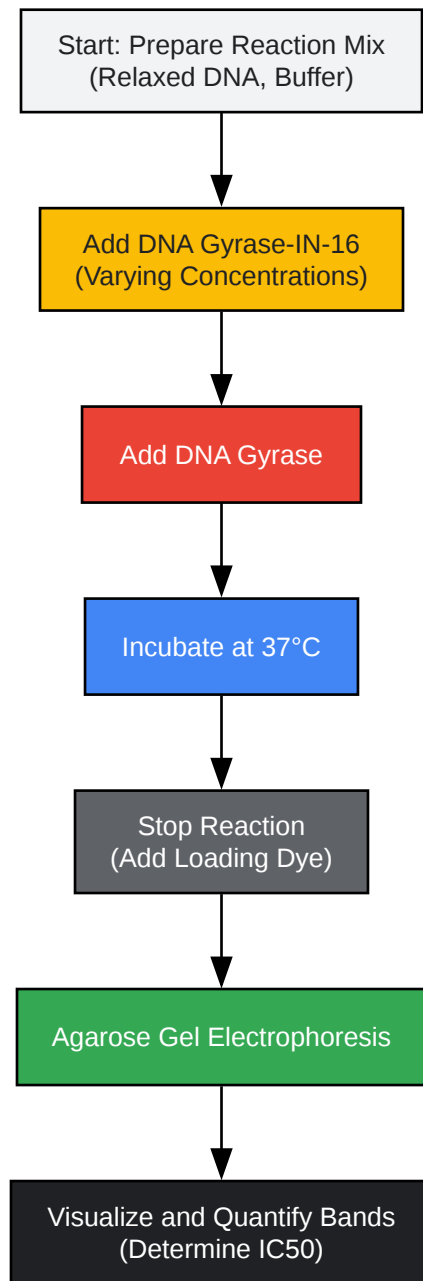 Start: Prepare Reaction Mix
(Relaxed DNA, Buffer)
Add DNA Gyrase-IN-16
(Varying Concentrations)
Add DNA Gyrase
Incubate at 37°C
Stop Reaction
(Add Loading Dye)
Agarose Gel Electrophoresis
Visualize and Quantify Bands
(Determine IC50)